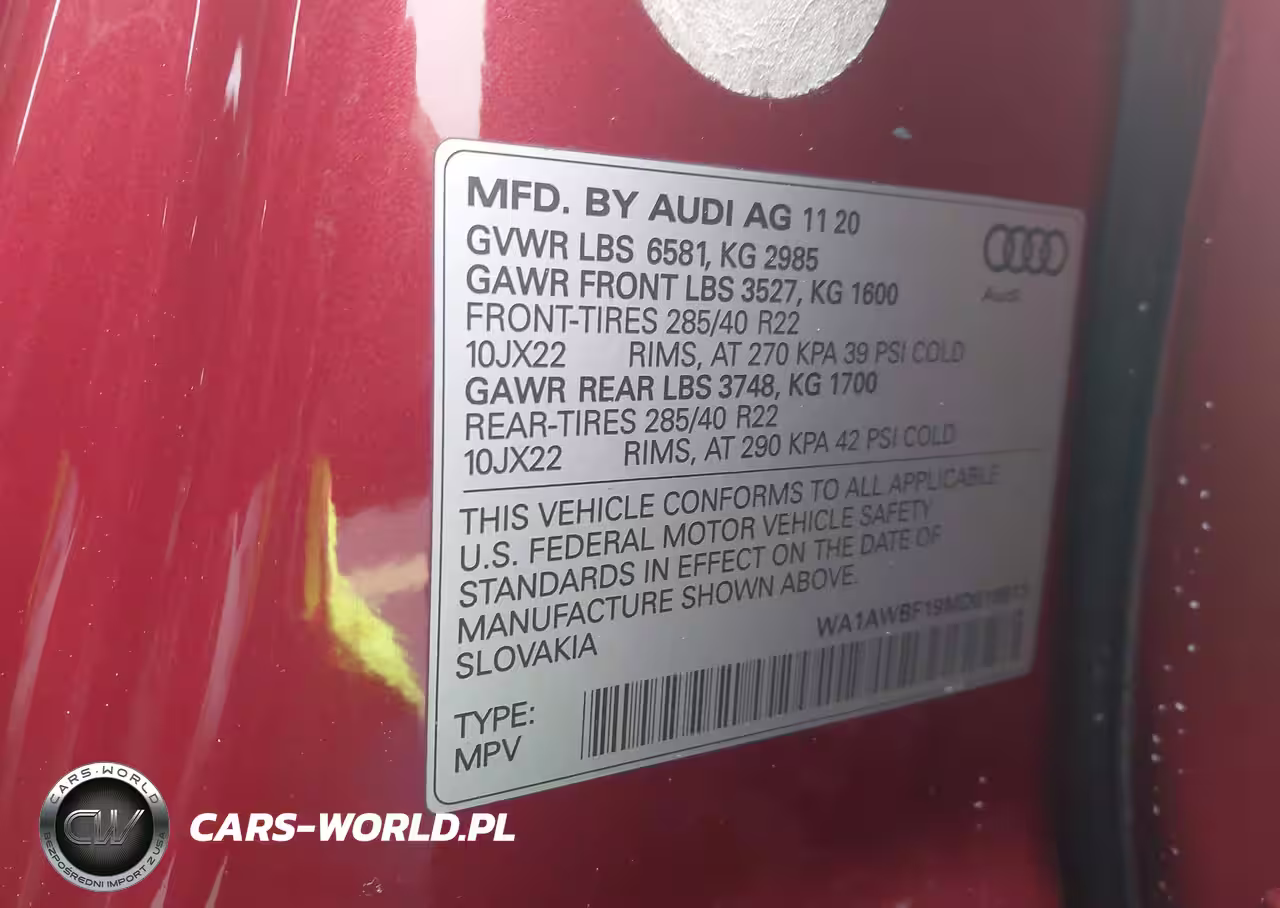 MFD. BY AUDI AG 11 20
GVWR LBS 6581, KG 2985
GAWR FRONT LBS 3527, KG 1600
FRONT-TIRES 285/40 R22
10JX22 RIMS, AT 270 KPA 39 PSI COLD
GAWR REAR LBS 3748, KG 1700
REAR-TIRES 285/40 R22
10JX22 RIMS, AT 290 KPA 42 PSI COLD
Audi
THIS VEHICLE CONFORMS TO ALL APPLICABLE
U.S. FEDERAL MOTOR VEHICLE SAFETY
STANDARDS IN EFFECT ON THE DATE OF
MANUFACTURE SHOWN ABOVE.
SLOVAKIA
TYPE:
MPV
CARS-WORLD
CW
BEZPOŚREDNI IMPORT Z USA
CARS-WORLD.PL